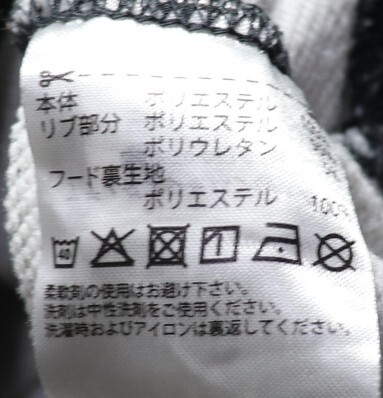 本体 ポリエステル
リブ部分 ポリエステル
ポリウレタン
フード裏生地
ポリエステル 100%
40
柔軟剤の使用はお避け下さい。
洗剤は中性洗剤をご使用ください。
洗濯時およびアイロンは裏返してください。